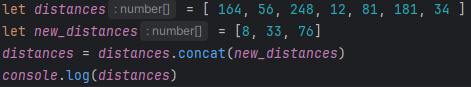 let distances : number[] = [ 164, 56, 248, 12, 81, 181, 34 ]
let new_distances : number[] = [8, 33, 76]
distances = distances.concat(new_distances)
console.log(distances)